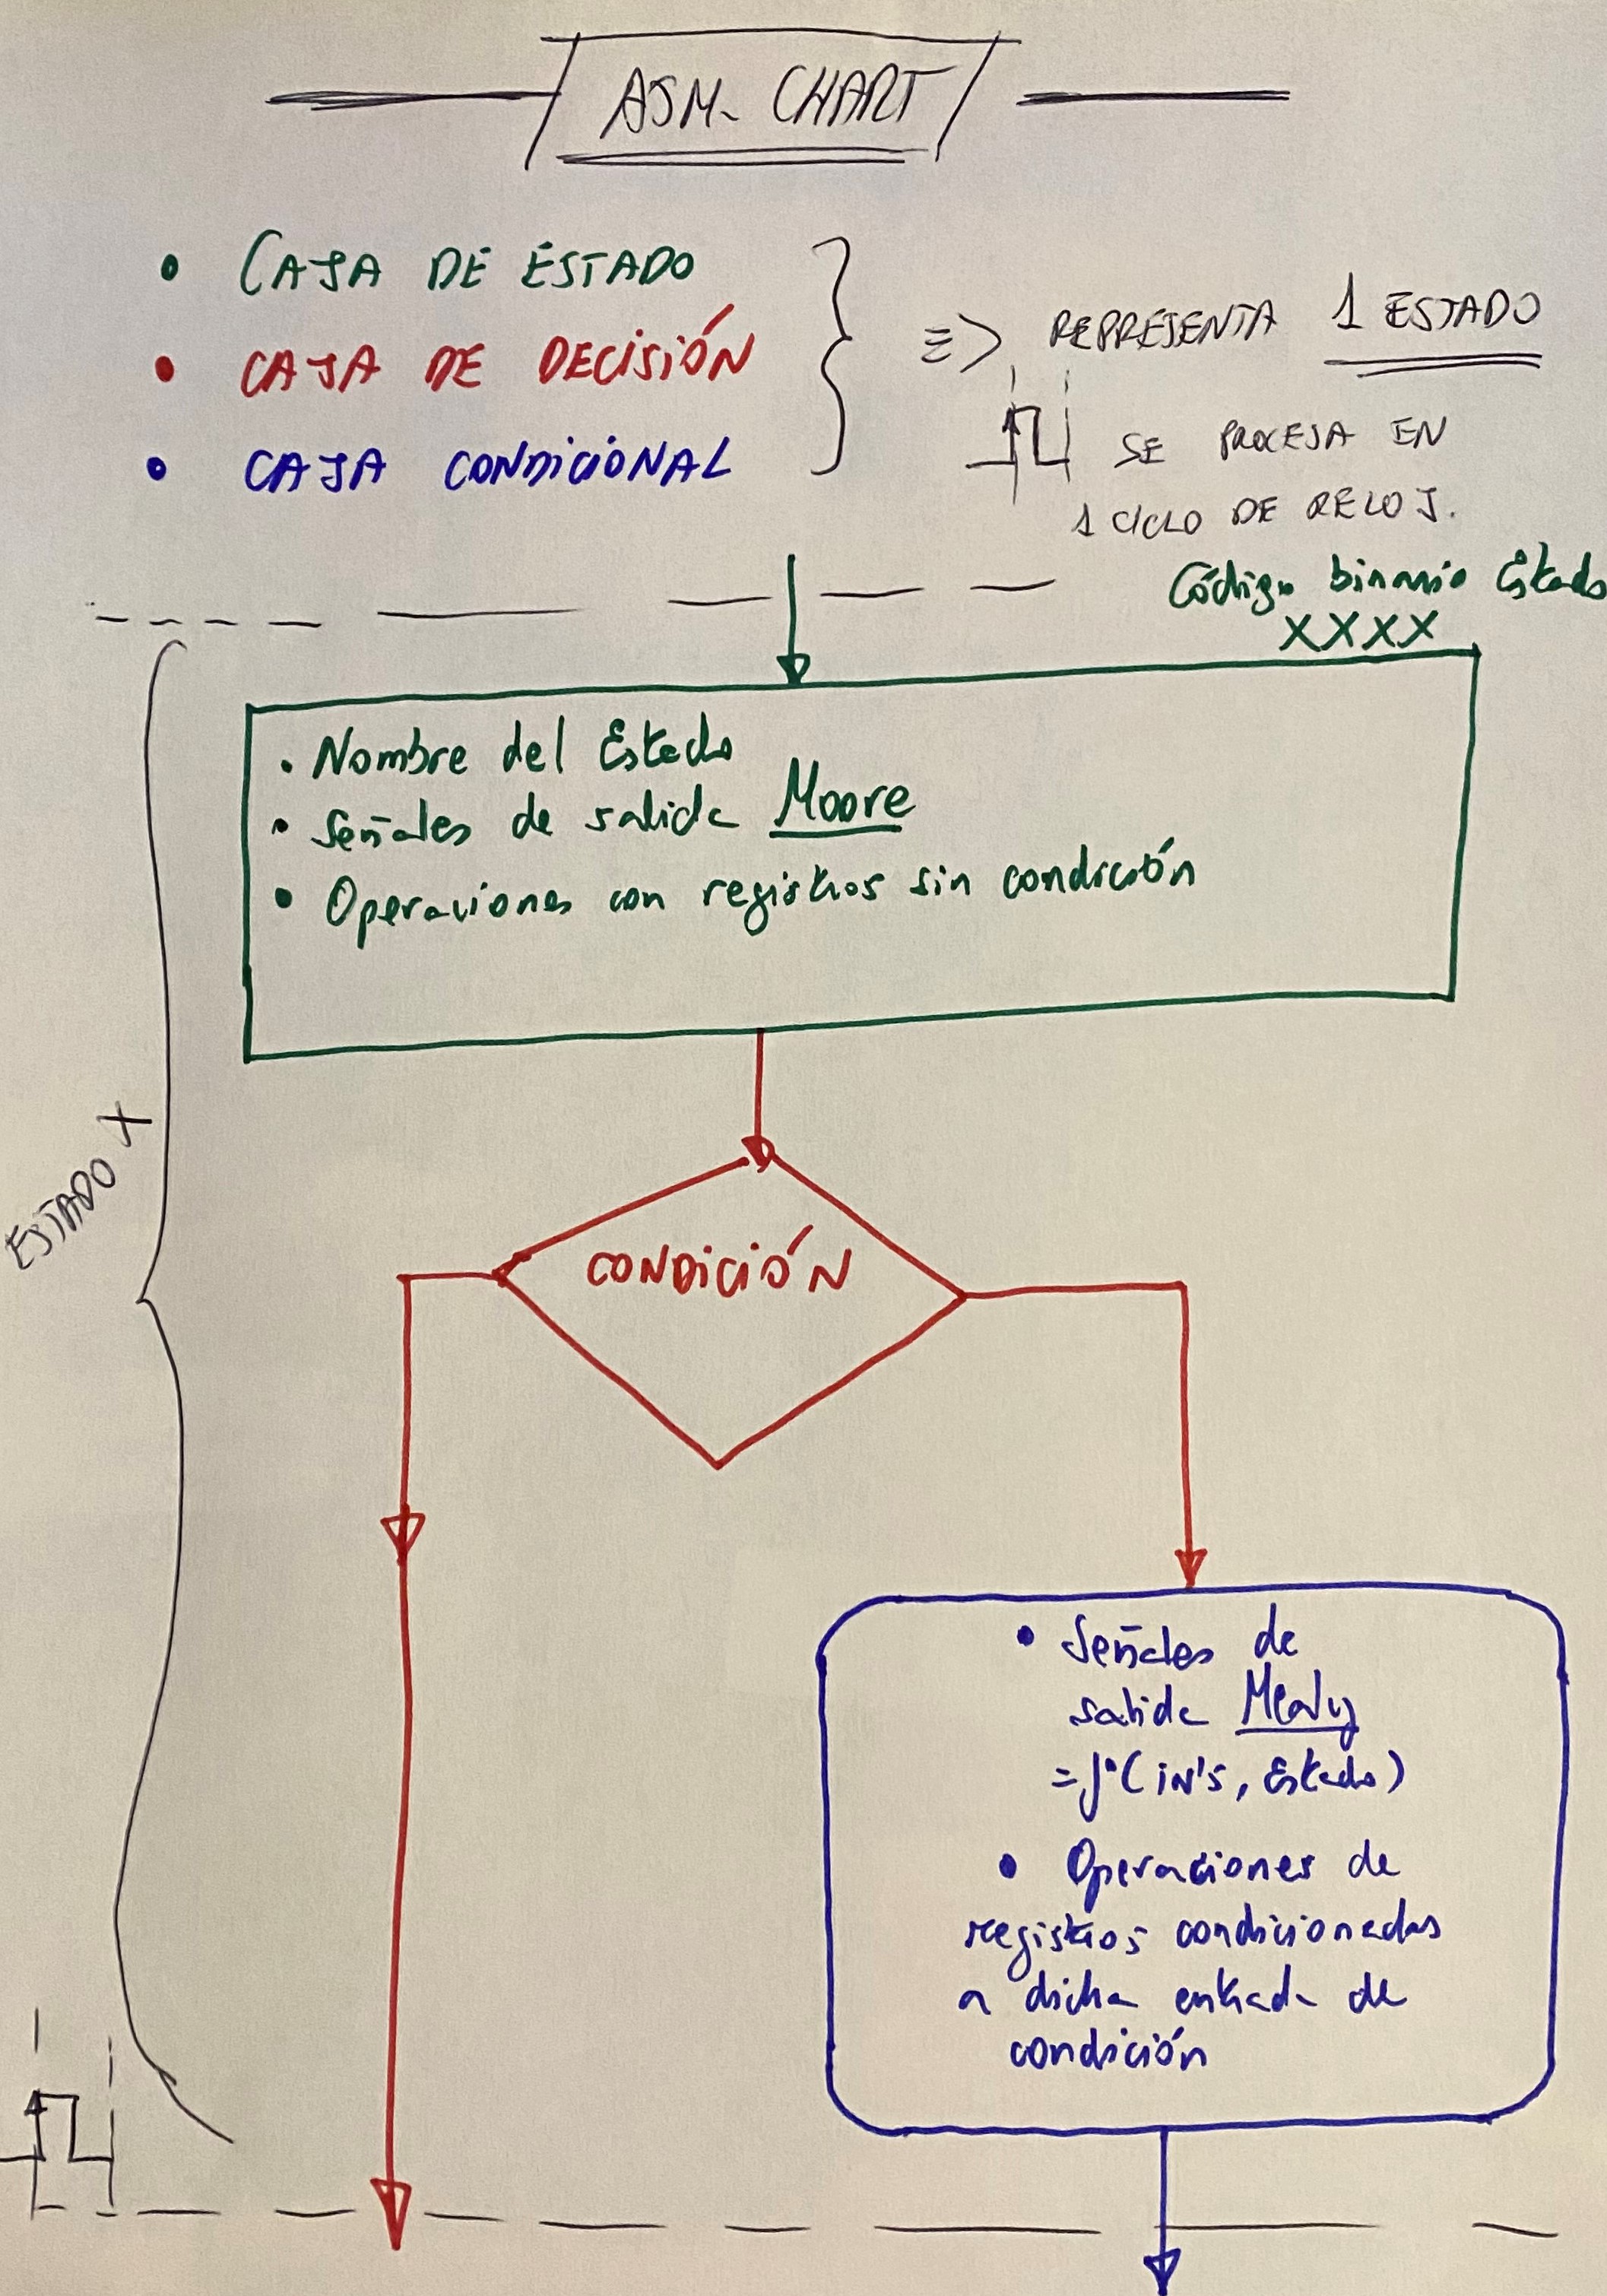 ASM- CHART
• CAJA DE ESTADO
• CAJA DE DECISIÓN
• CAJA CONDICIONAL
=> REPRESENTA 1 ESTADO
SE PROCESA EN
1 CICLO DE RELOJ.
Código binario Estado
XXXX
• Nombre del Estado
• Señales de salida Moore
• Operaciones con registros sin condición
ESTADO X
CONDICIÓN
• Señales de
salida Mealy
=f(in's, Estado)
• Operaciones de
registros condicionadas
a dicha entrada de
condición